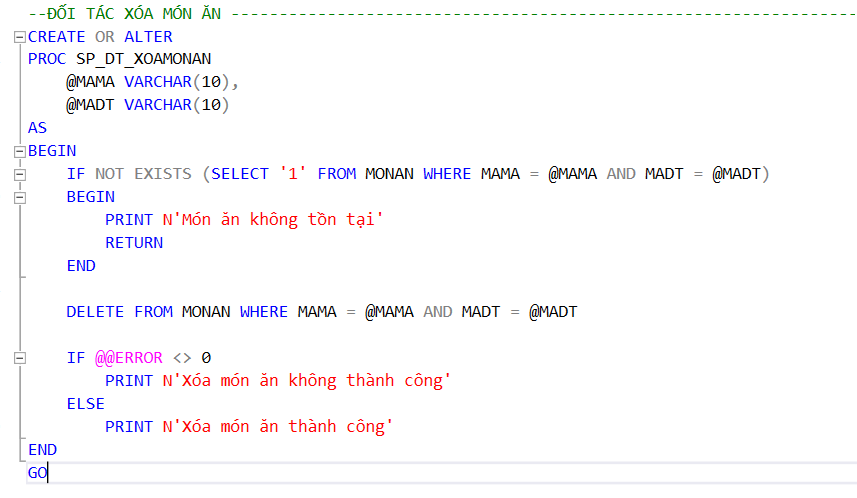 --ĐỐI TÁC XÓA MÓN ĂN -----------------------------------------------------------------
CREATE OR ALTER
PROC SP_DT_XOAMONAN
    @MAMA VARCHAR(10),
    @MADT VARCHAR(10)
AS
BEGIN
    IF NOT EXISTS (SELECT '1' FROM MONAN WHERE MAMA = @MAMA AND MADT = @MADT)
    BEGIN
        PRINT N'Món ăn không tồn tại'
        RETURN
    END
    DELETE FROM MONAN WHERE MAMA = @MAMA AND MADT = @MADT
    IF @@ERROR <> 0
        PRINT N'Xóa món ăn không thành công'
    ELSE
        PRINT N'Xóa món ăn thành công'
END
GO